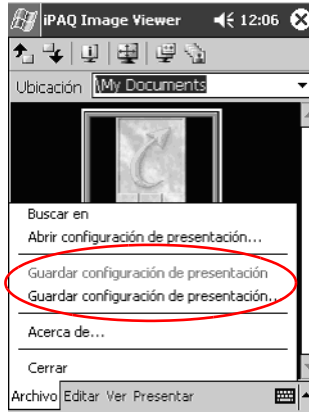 iPAQ Image Viewer 12:06
Ubicación \My Documents
Buscar en
Abrir configuración de presentación...
Guardar configuración de presentación
Guardar configuración de presentación..
Acerca de...
Cerrar
Archivo Editar Ver Presentar